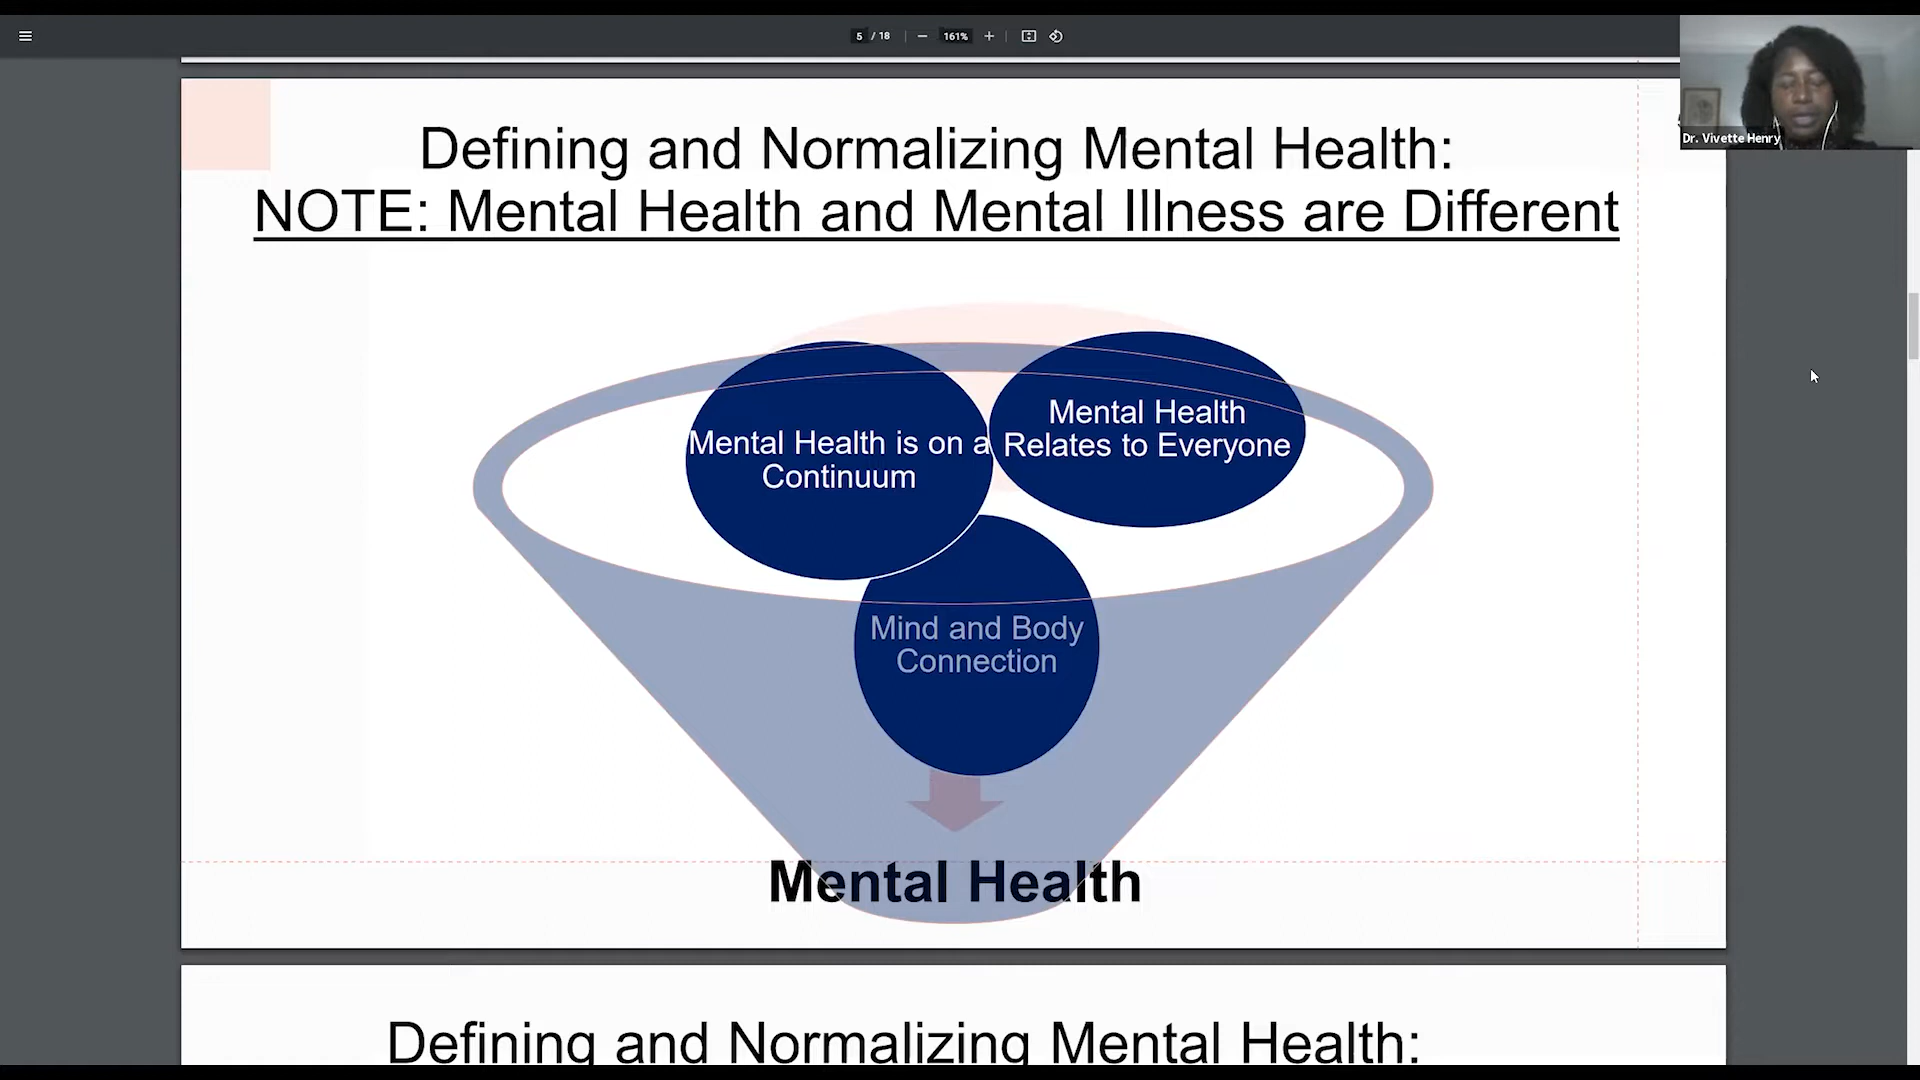 5 / 18
161%
Dr. Vivette Henry
Defining and Normalizing Mental Health:
NOTE: Mental Health and Mental Illness are Different
Mental Health is on a
Continuum
Mental Health
Relates to Everyone
Mind and Body
Connection
Mental Health
Defining and Normalizing Mental Health: